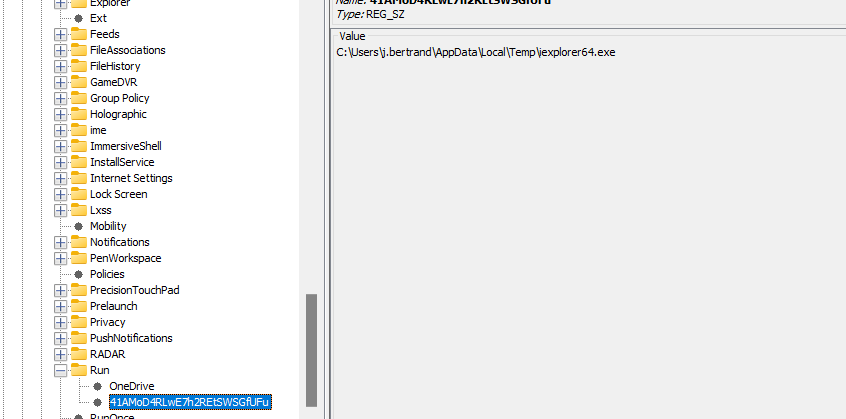 Explorer
Ext
Feeds
FileAssociations
FileHistory
GameDVR
Group Policy
Holographic
ime
ImmersiveShell
InstallService
Internet Settings
Lock Screen
Lxss
Mobility
Notifications
PenWorkspace
Policies
PrecisionTouchPad
Prelaunch
Privacy
PushNotifications
RADAR
Run
OneDrive
41AMoD4RLwE7h2REtSWSGfUFu
RunOnce
Name: 41AMoD4RLwE7h2REtSWSGfUFu
Type: REG_SZ
Value
C:\Users\j.bertrand\AppData\Local\Temp\iexplorer64.exe